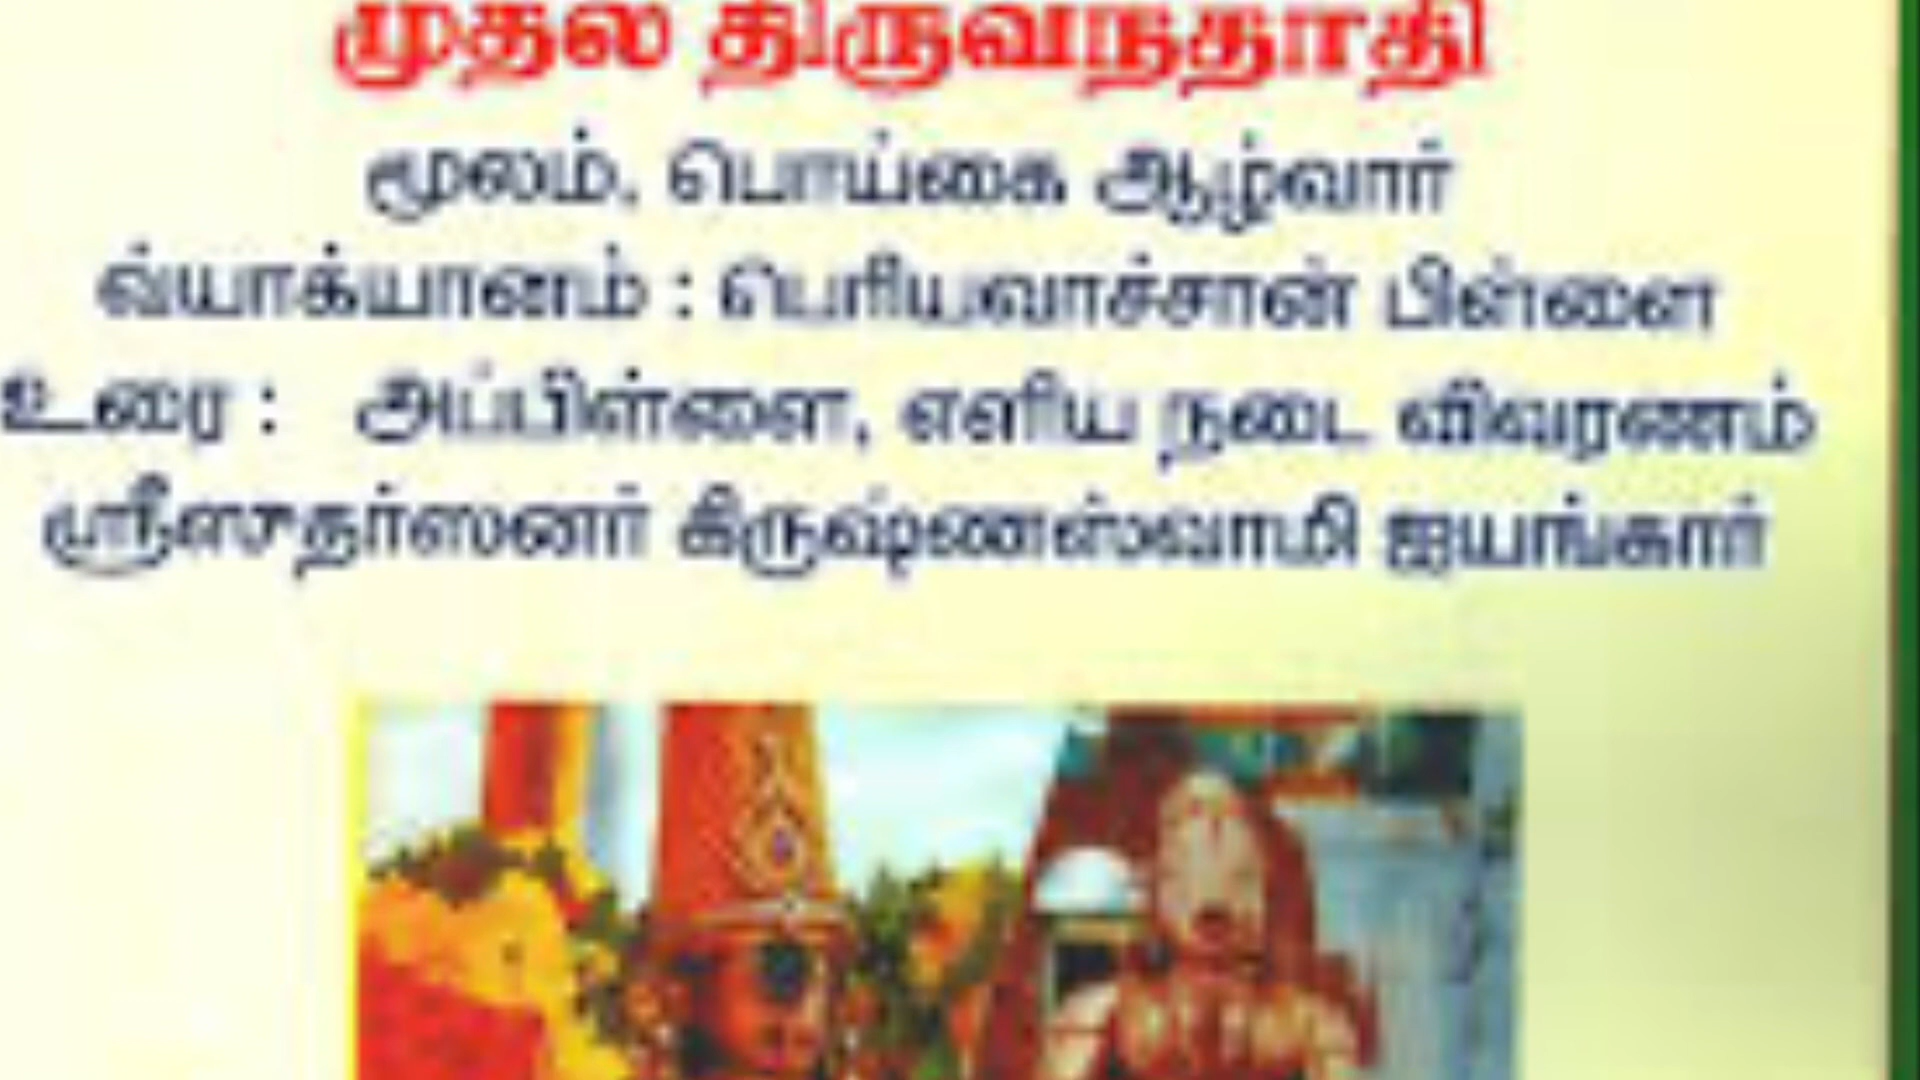 முதல் திருவந்தாதி
மூலம், பொய்கை ஆழ்வார்
வ்யாக்யானம் : பெரியவாச்சான் பிள்ளை
உரை : அப்பிள்ளை, எளிய நடை விவரணம்
ஸ்ரீஸுதர்ஸனர் கிருஷ்ணஸ்வாமி ஐயங்கார்